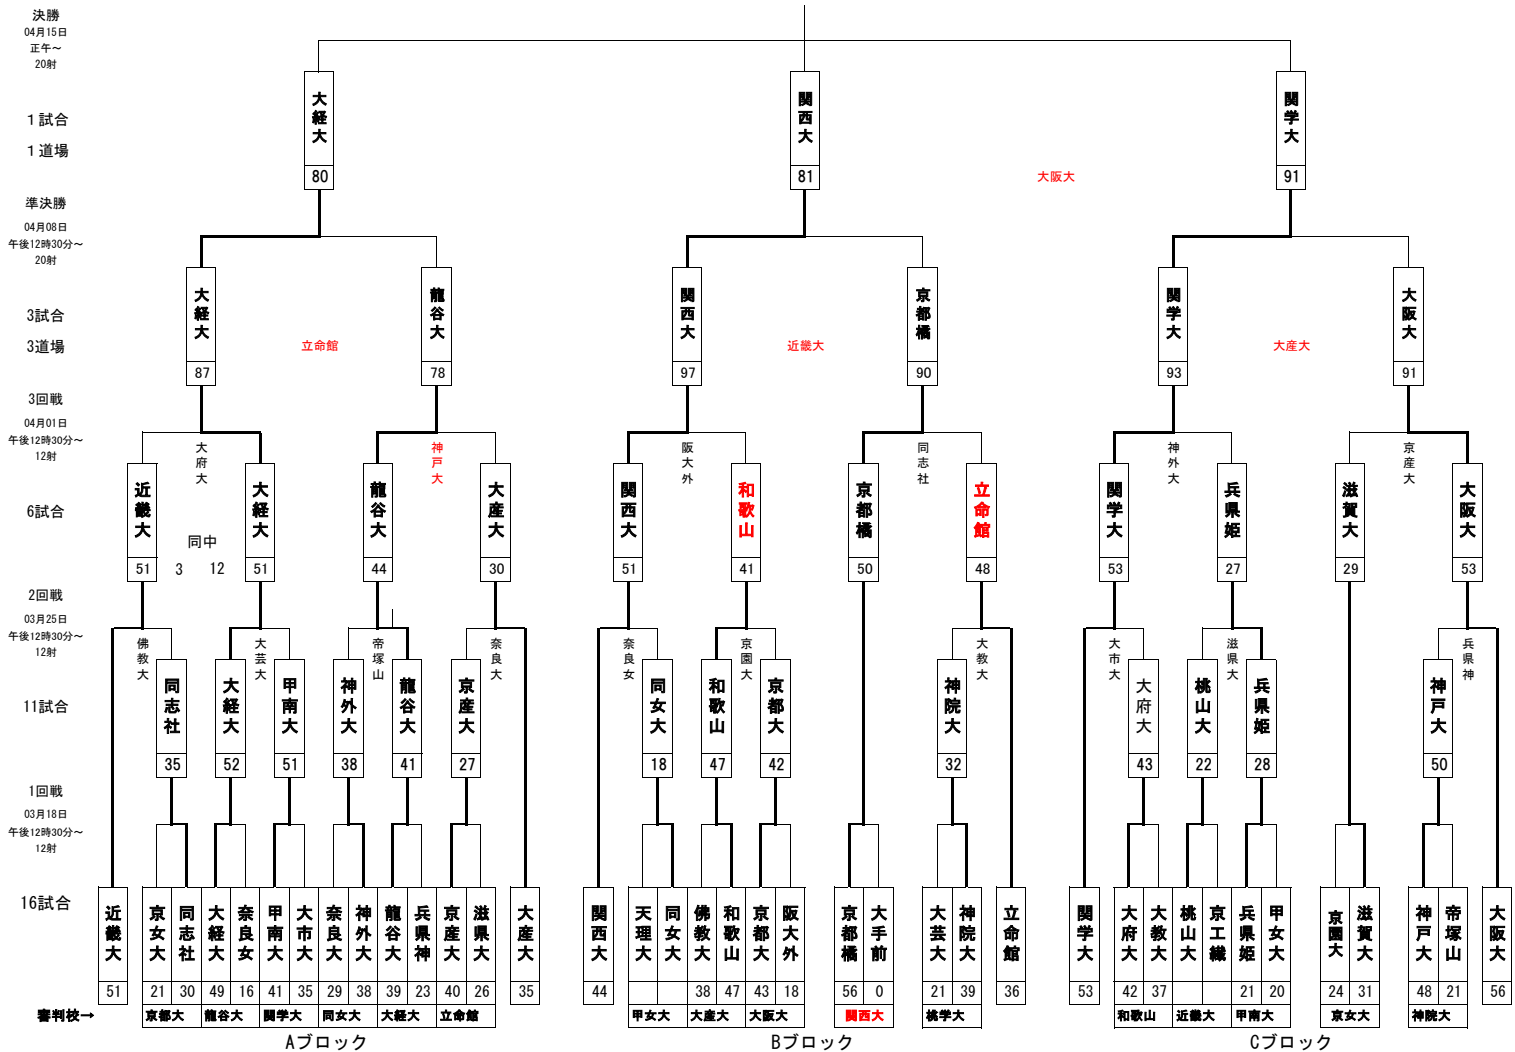 決勝
04月15日
正午～
20射
大経大
関西大
関学大
1試合
1道場
80
81
大阪大
91
準決勝
04月08日
午後12時30分～
20射
大経大
龍谷大
関西大
京都橘
関学大
大阪大
3試合
3道場
立命館
近畿大
大産大
87
78
97
90
93
91
3回戦
04月01日
午後12時30分～
12射
大府大
神戸大
阪大外
同志社
神外大
京産大
近畿大
大経大
龍谷大
大産大
関西大
和歌山
京都橘
立命館
関学大
兵県姫
滋賀大
大阪大
6試合
同中
51
3
12
51
44
30
51
41
50
48
53
27
29
53
2回戦
03月25日
午後12時30分～
12射
佛教大
大芸大
帝塚山
奈良大
奈良女
京園大
大教大
大市大
滋県大
兵県神
同志社
大経大
甲南大
神外大
龍谷大
京産大
同女大
和歌山
京都大
神院大
大府大
桃山大
兵県姫
神戸大
11試合
35
52
51
38
41
27
18
47
42
32
43
22
28
50
1回戦
03月18日
午後12時30分～
12射
16試合
近畿大
京女大
同志社
大経大
奈良女
甲南大
大市大
奈良大
神外大
龍谷大
兵県神
京産大
滋県大
大産大
関西大
天理大
同女大
佛教大
和歌山
京都大
阪大外
京都橘
大手前
大芸大
神院大
立命館
関学大
大府大
大教大
桃山大
京工繊
兵県姫
甲女大
京園大
滋賀大
神戸大
帝塚山
大阪大
51
21
30
49
16
41
35
29
38
39
23
40
26
35
44
38
47
43
18
56
0
21
39
36
53
42
37
21
20
24
31
48
21
56
審判校→
京都大
龍谷大
関学大
同女大
大経大
立命館
甲女大
大産大
大阪大
関西大
桃学大
和歌山
近畿大
甲南大
京女大
神院大
Aブロック
Bブロック
Cブロック